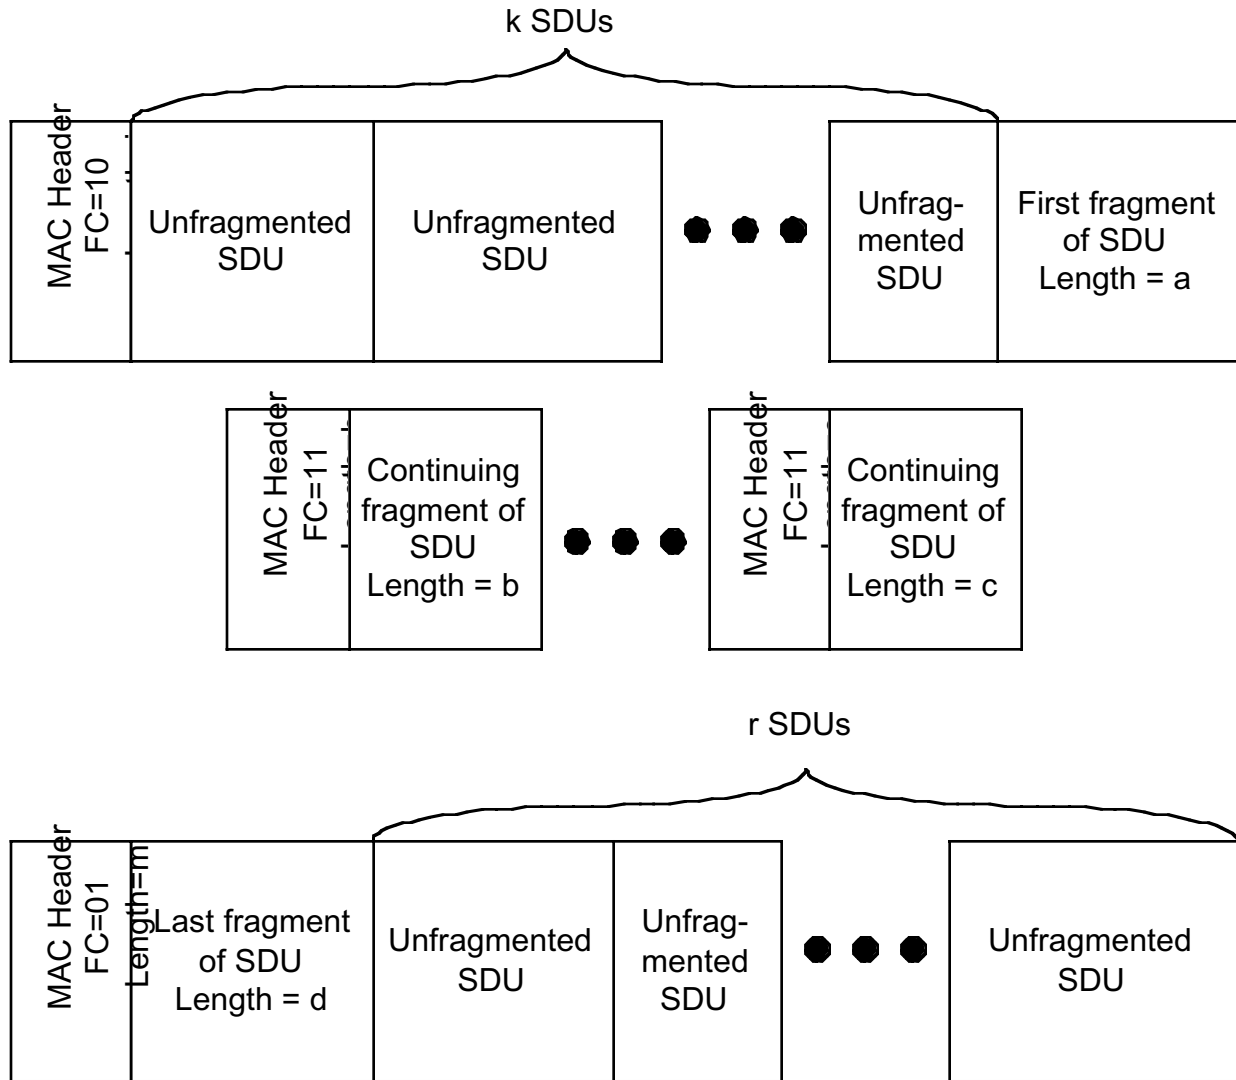 k SDUs
MAC Header
FC=10
Unfragmented
SDU
Unfragmented
SDU
Unfrag-
mented
SDU
First fragment
of SDU
Length = a
MAC Header
FC=11
Continuing
fragment of
SDU
Length = b
MAC Header
FC=11
Continuing
fragment of
SDU
Length = c
r SDUs
MAC Header
FC=01
Length=m
Last fragment
of SDU
Length = d
Unfragmented
SDU
Unfrag-
mented
SDU
Unfragmented
SDU